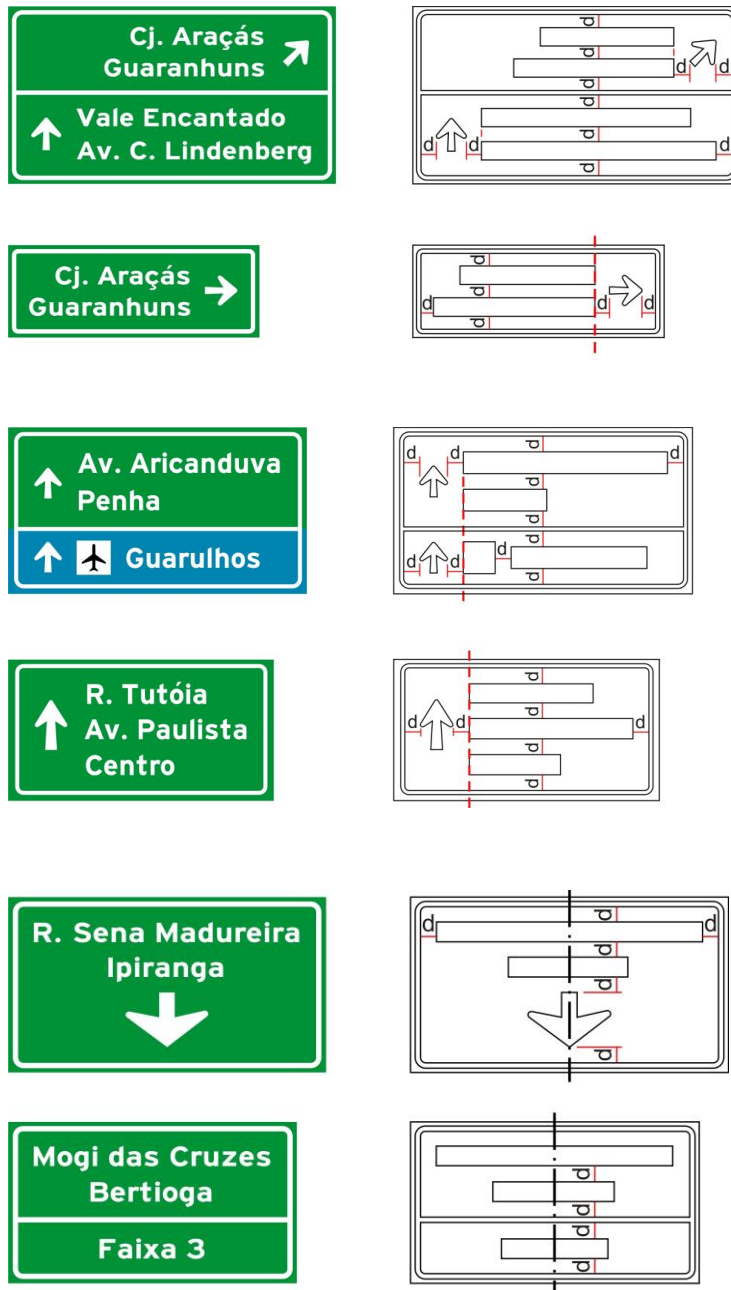 Cj. Araçás
Guaranhuns
Vale Encantado
Av. C. Lindenberg
d
d
d
d
d
d
d
d
d
Cj. Araçás
Guaranhuns
d
d
d
d
d
d
Av. Aricanduva
Penha
Guarulhos
d
d
d
d
d
d
d
d
d
d
d
R. Tutóia
Av. Paulista
Centro
d
d
d
d
d
d
d
R. Sena Madureira
Ipiranga
d
d
d
d
d
d
Mogi das Cruzes
Bertioga
Faixa 3
d
d
d
d